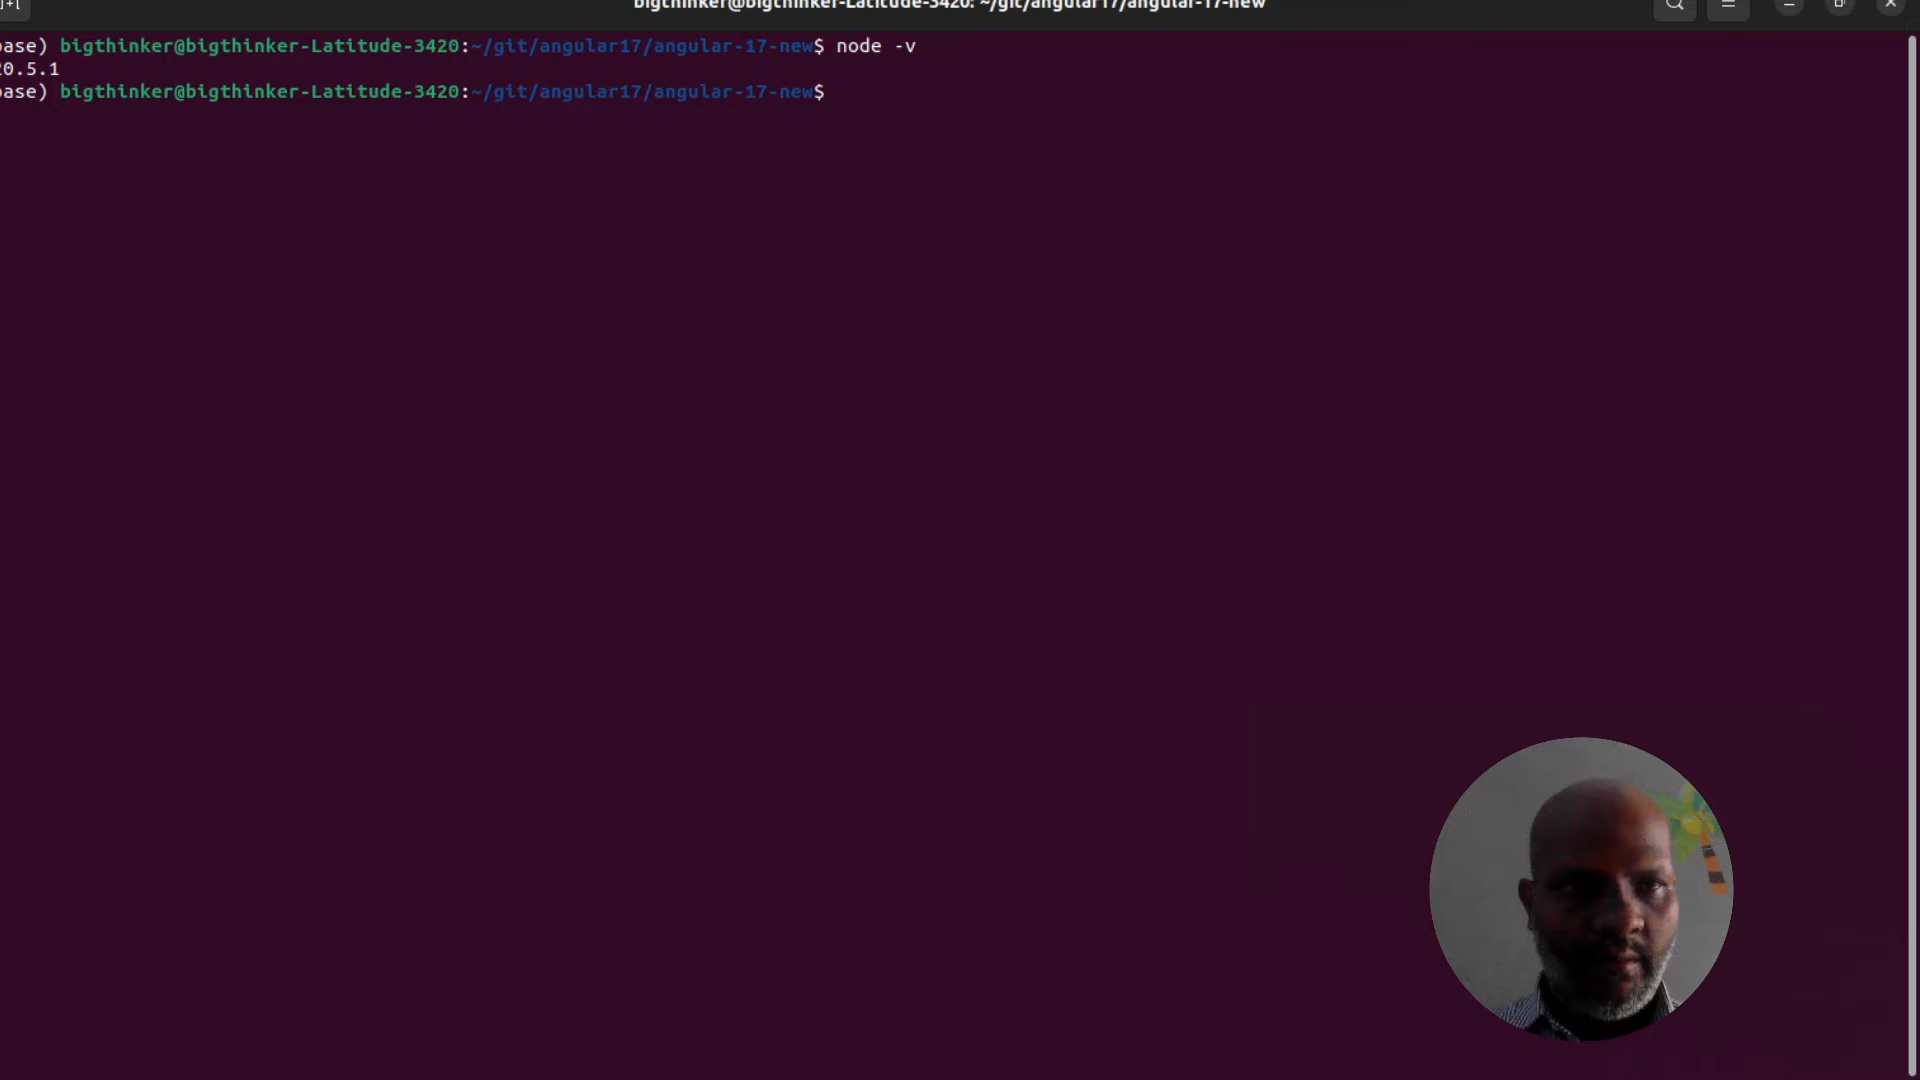 bigthinker@bigthinker-Latitude-3420: ~/git/angular17/angular-17-new
ase) bigthinker@bigthinker-Latitude-3420:~/git/angular17/angular-17-new$ node -v
20.5.1
ase) bigthinker@bigthinker-Latitude-3420:~/git/angular17/angular-17-new$